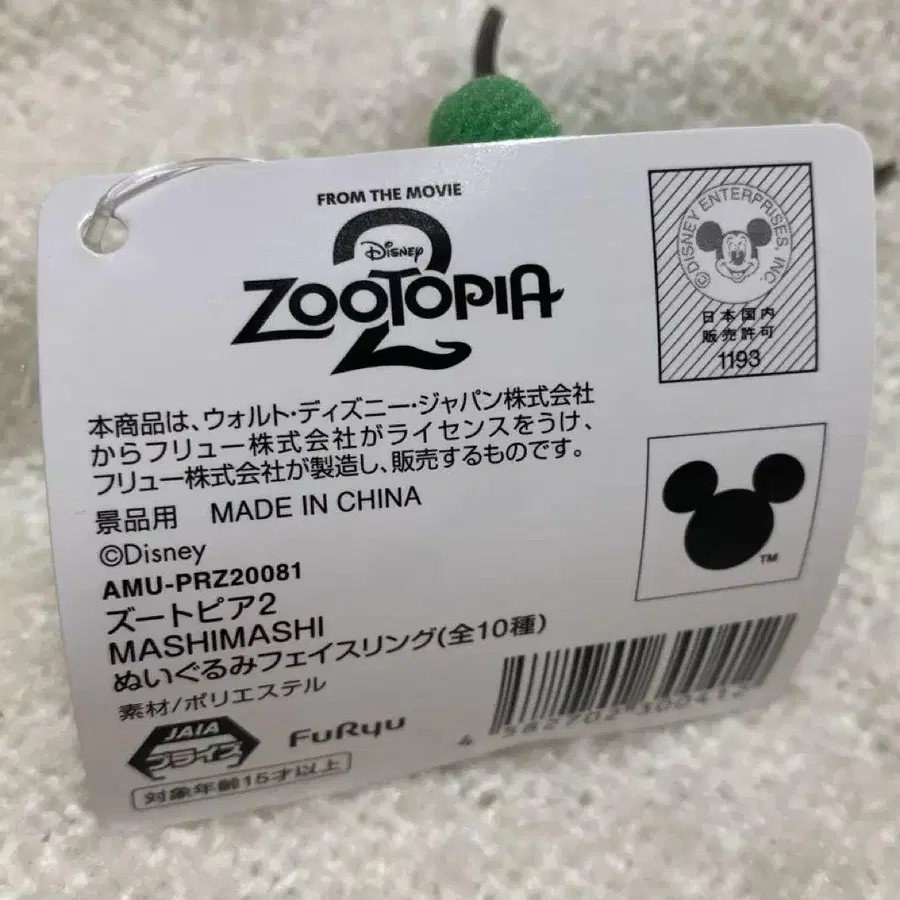 FROM THE MOVIE
Disney
ZOOTOPIA
2
©DISNEY ENTERPRISES, INC.
日本国内
販売許可
1193
本商品は、ウォルト・ディズニー・ジャパン株式会社
からフリュー株式会社がライセンスをうけ、
フリュー株式会社が製造し、販売するものです。
景品用 MADE IN CHINA
©Disney
AMU-PRZ20081
ズートピア2
MASHIMASHI
ぬいぐるみフェイスリング(全10種)
素材/ポリエステル
TM
JAIA
プライズ
FuRyu
対象年齢15才以上
4 582702 300412